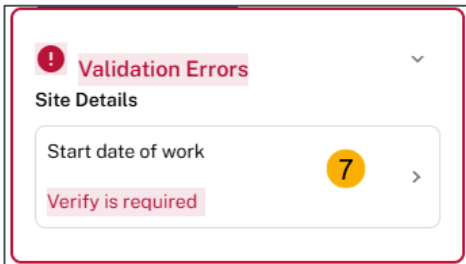 Validation Errors
Site Details
Start date of work
7
Verify is required